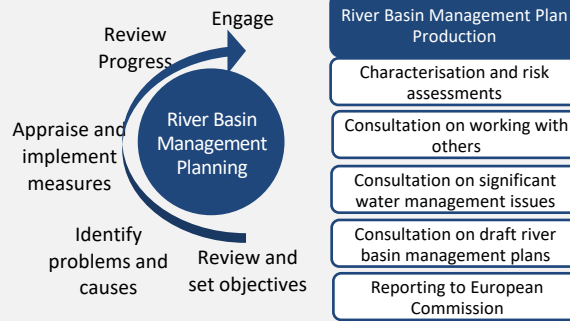 Engage
Review
Progress
Appraise and
implement
measures
Identify
problems and
causes
Review and
set objectives
River Basin
Management
Planning
River Basin Management Plan
Production
Characterisation and risk
assessments
Consultation on working with
others
Consultation on significant
water management issues
Consultation on draft river
basin management plans
Reporting to European
Commission